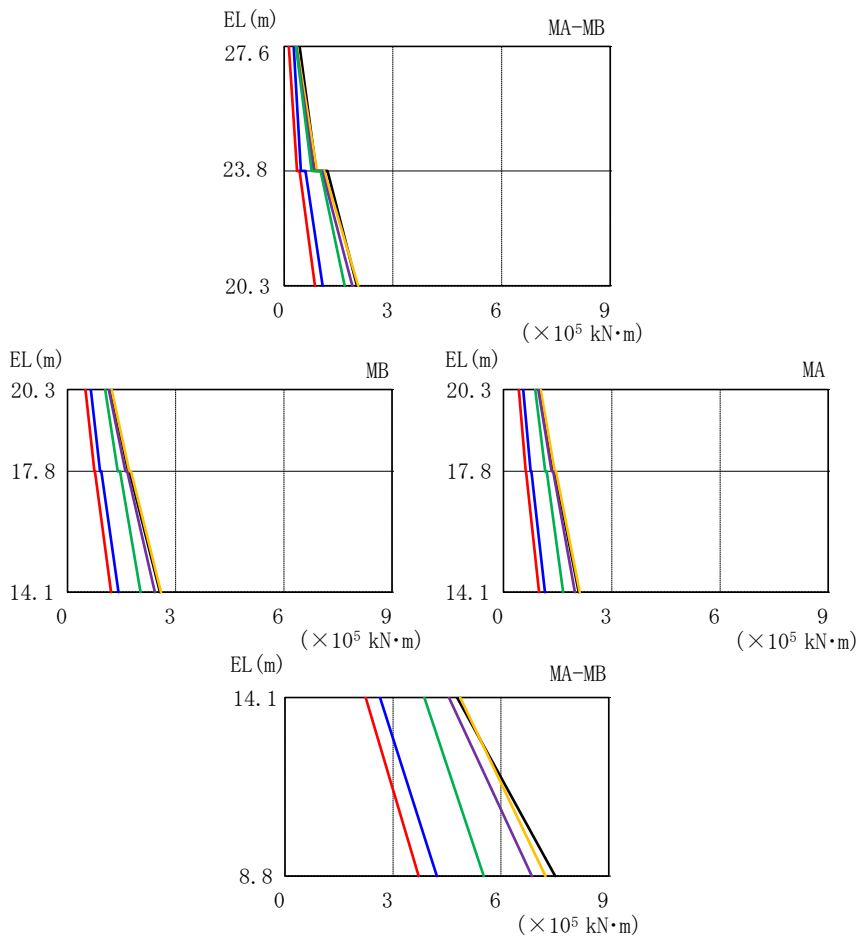 EL(m) MA-MB
27.6
23.8
20.3
0 3 6 9
(×10⁵ kN・m)
EL(m) MB
20.3
17.8
14.1
0 3 6 9
(×10⁵ kN・m)
EL(m) MA
20.3
17.8
14.1
0 3 6 9
(×10⁵ kN・m)
EL(m) MA-MB
14.1
8.8
0 3 6 9
(×10⁵ kN・m)